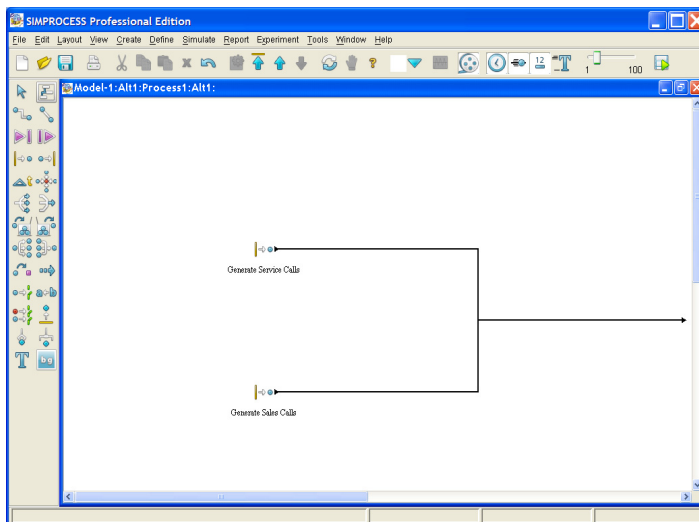 SIMPROCESS Professional Edition
File Edit Layout View Create Define Simulate Report Experiment Tools Window Help
12
T
1
100
Model-1:Alt1:Process1:Alt1:
Generate Service Calls
Generate Sales Calls
a b
T bg